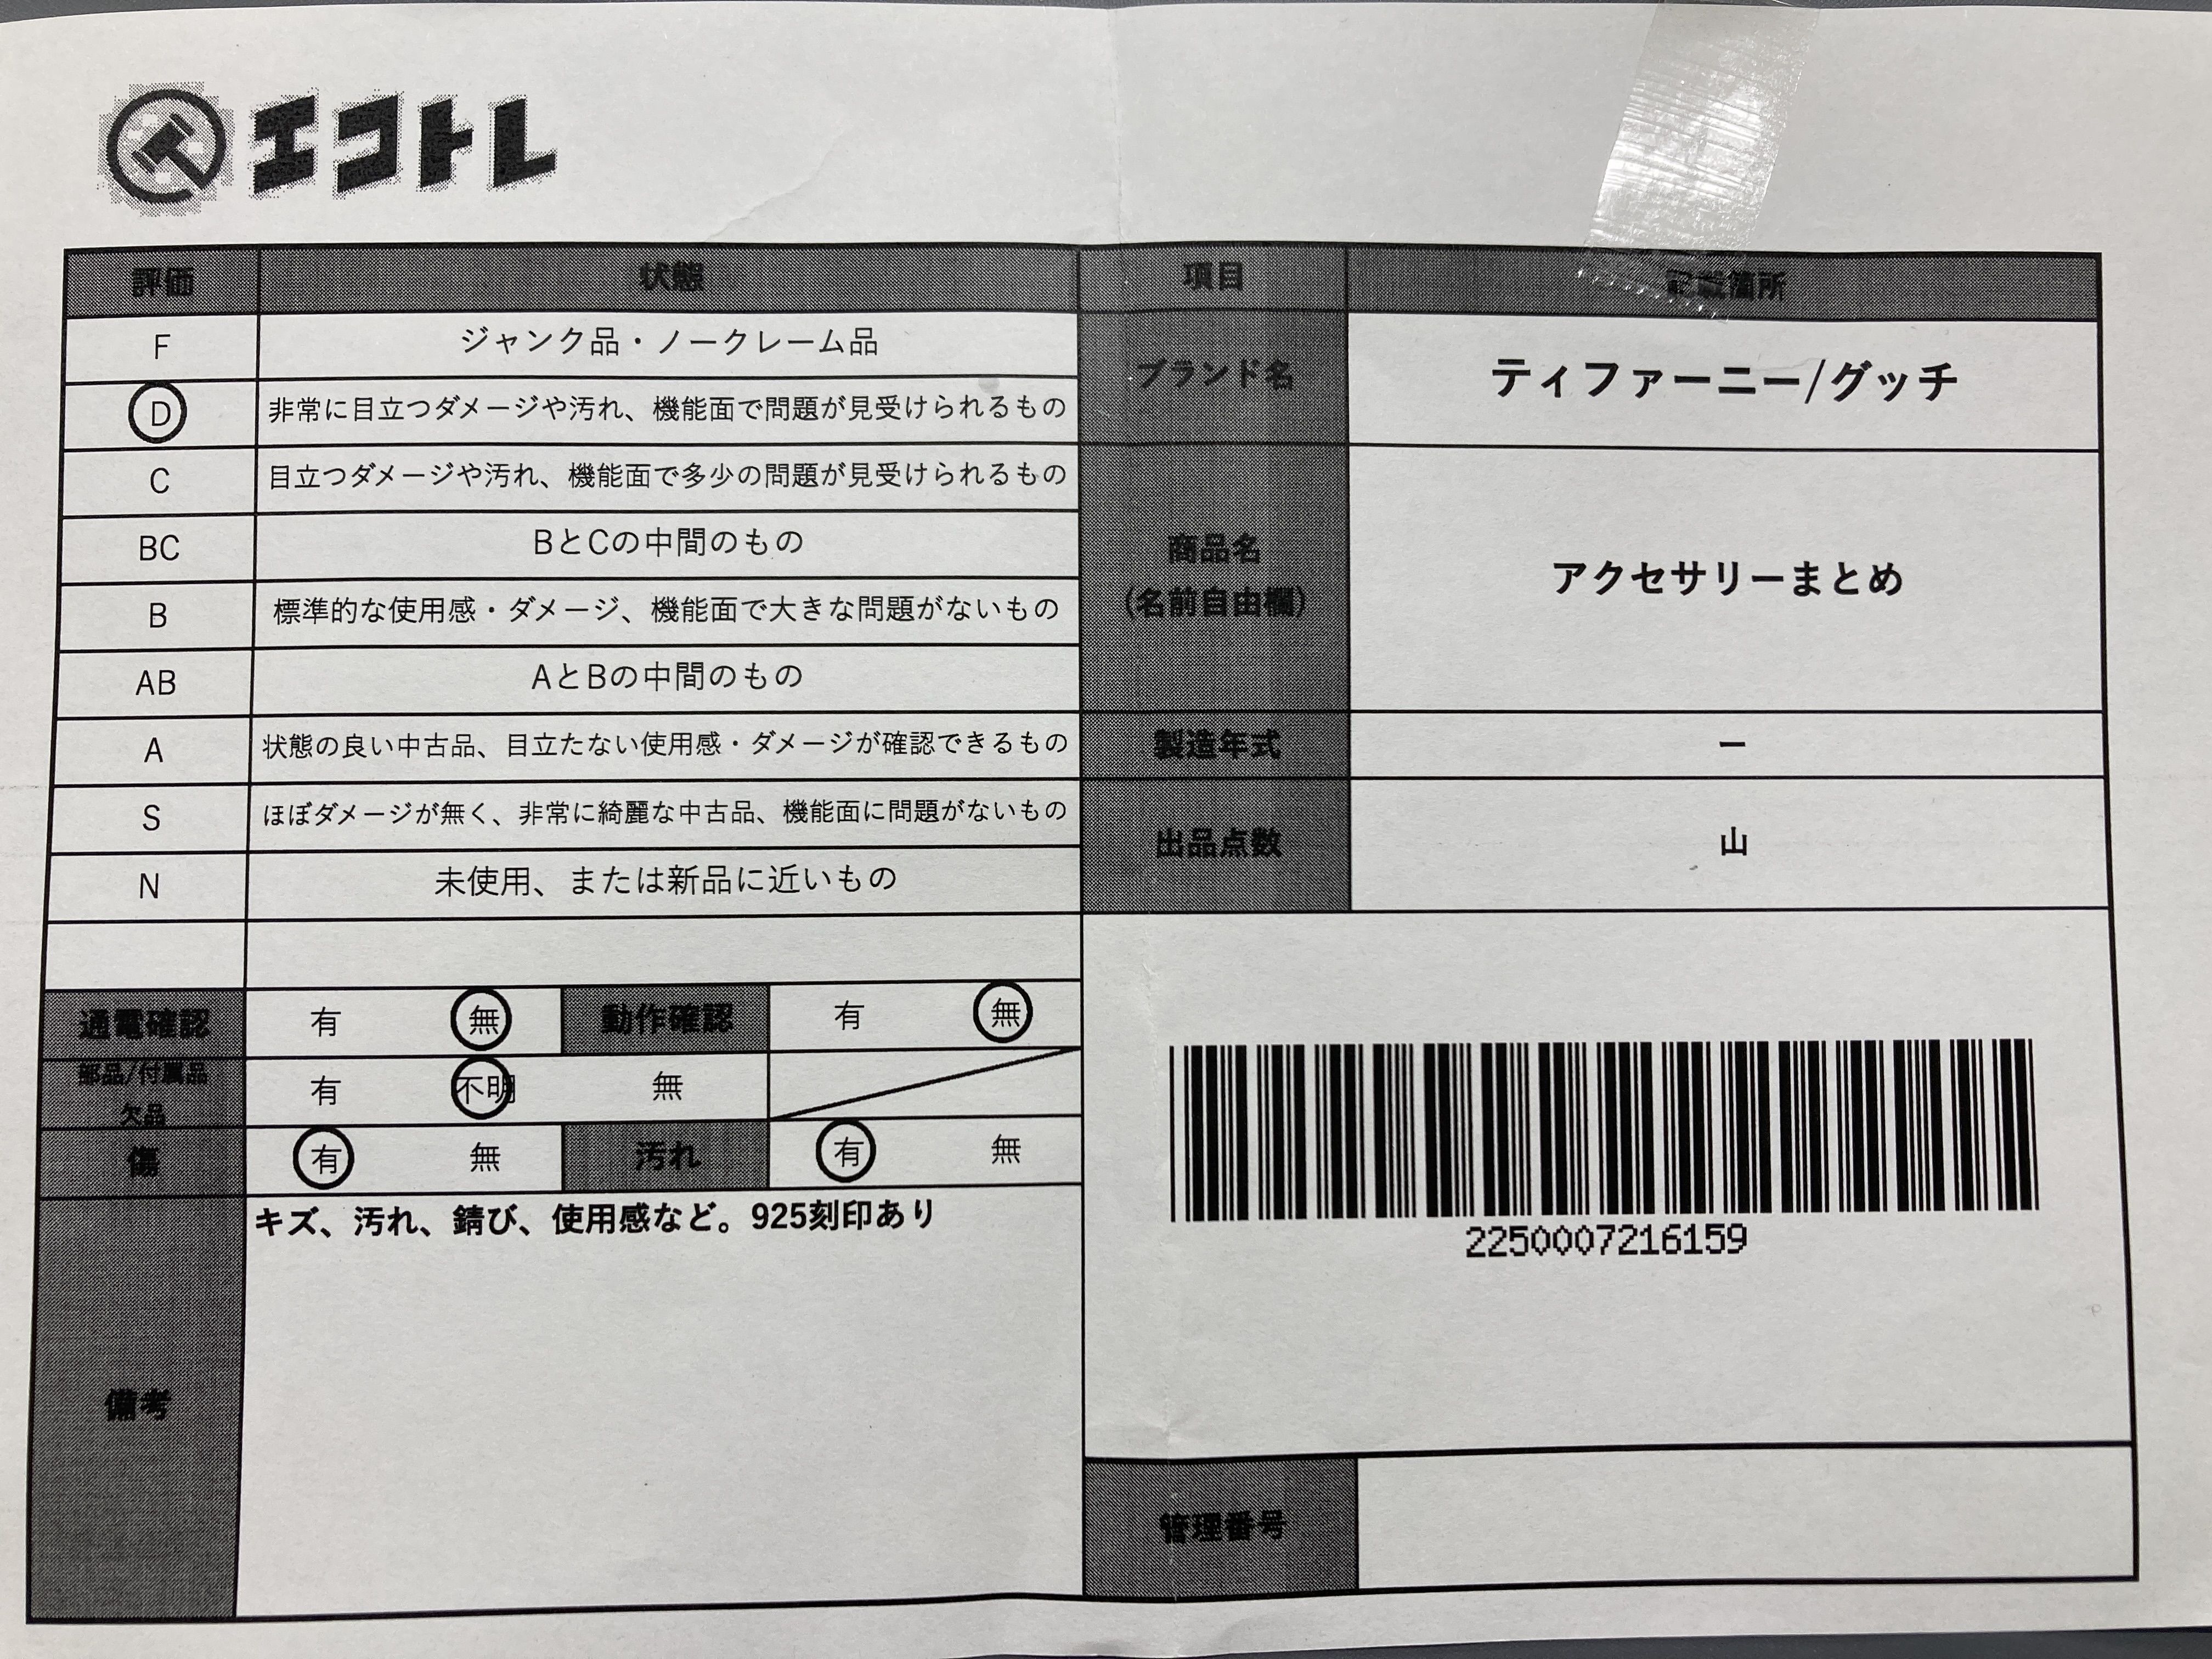 エコトレ
評価 状態 項目 記載箇所
F ジャンク品・ノークレーム品
D 非常に目立つダメージや汚れ、機能面で問題が見受けられるもの
C 目立つダメージや汚れ、機能面で多少の問題が見受けられるもの
BC BとCの中間のもの
B 標準的な使用感・ダメージ、機能面で大きな問題がないもの
AB AとBの中間のもの
A 状態の良い中古品、目立たない使用感・ダメージが確認できるもの
S ほぼダメージが無く、非常に綺麗な中古品、機能面に問題がないもの
N 未使用、または新品に近いもの
ブランド名 ティファーニー/グッチ
商品名
(名前自由欄)
アクセサリーまとめ
製造年式 ー
出品点数 山
通電確認 有 無 動作確認 有 無
部品/付属品
欠品
有 不明 無
傷 有 無 汚れ 有 無
備考
キズ、汚れ、錆び、使用感など。925刻印あり
2250007216159
管理番号